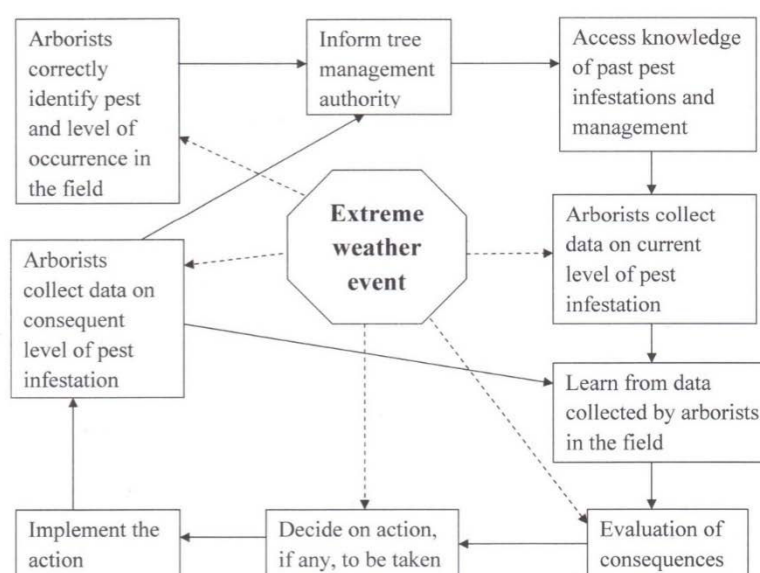 Arborists
correctly
identify pest
and level of
occurrence in
the field
Inform tree
management
authority
Access knowledge
of past pest
infestations and
management
Extreme
weather
event
Arborists
collect data on
consequent
level of pest
infestation
Arborists collect
data on current
level of pest
infestation
Learn from data
collected by arborists
in the field
Implement the
action
Decide on action,
if any, to be taken
Evaluation of
consequences